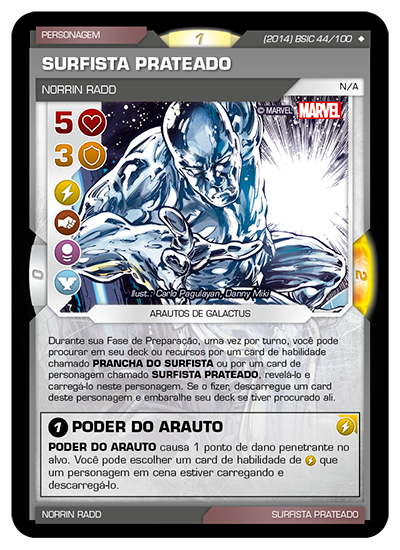 PERSONAGEM
1
(2014) BSIC 44/100
SURFISTA PRATEADO
NORRIN RADD
N/A
© MARVEL
MARVEL
5
3
0
2
Ilust.: Carlo Pagulayan, Danny Miki
ARAUTOS DE GALACTUS
Durante sua Fase de Preparação, uma vez por turno, você pode
procurar em seu deck ou recursos por um card de habilidade
chamado PRANCHA DO SURFISTA ou por um card de
personagem chamado SURFISTA PRATEADO, revelá-lo e
carregá-lo neste personagem. Se o fizer, descarregue um card
deste personagem e embaralhe seu deck se tiver procurado ali.
1 PODER DO ARAUTO
PODER DO ARAUTO causa 1 ponto de dano penetrante no
alvo. Você pode escolher um card de habilidade de que
um personagem em cena estiver carregando e
descarregá-lo.
NORRIN RADD
SURFISTA PRATEADO